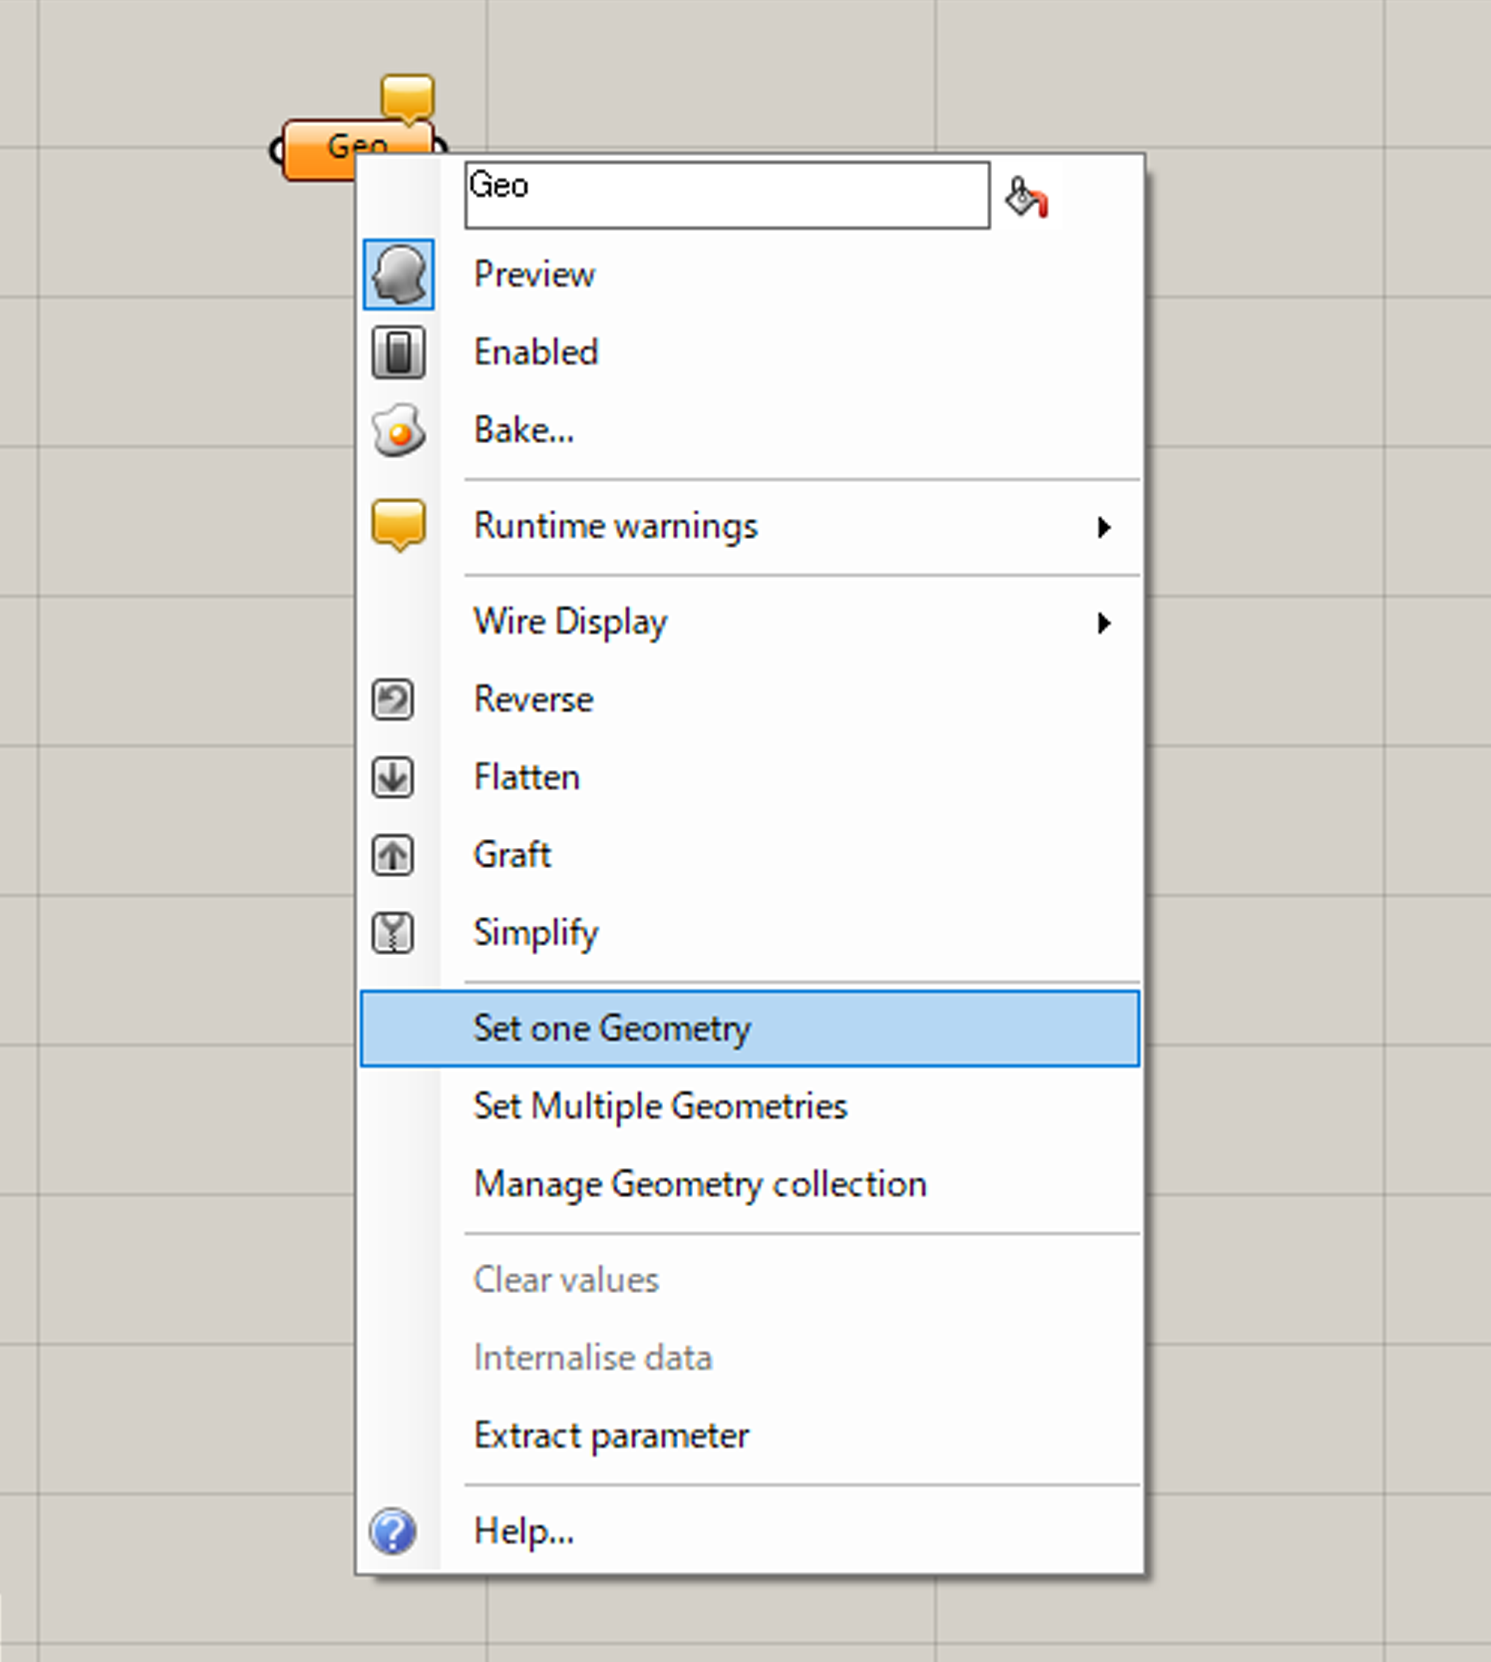 Geo
Geo
Preview
Enabled
Bake...
Runtime warnings
Wire Display
Reverse
Flatten
Graft
Simplify
Set one Geometry
Set Multiple Geometries
Manage Geometry collection
Clear values
Internalise data
Extract parameter
Help...